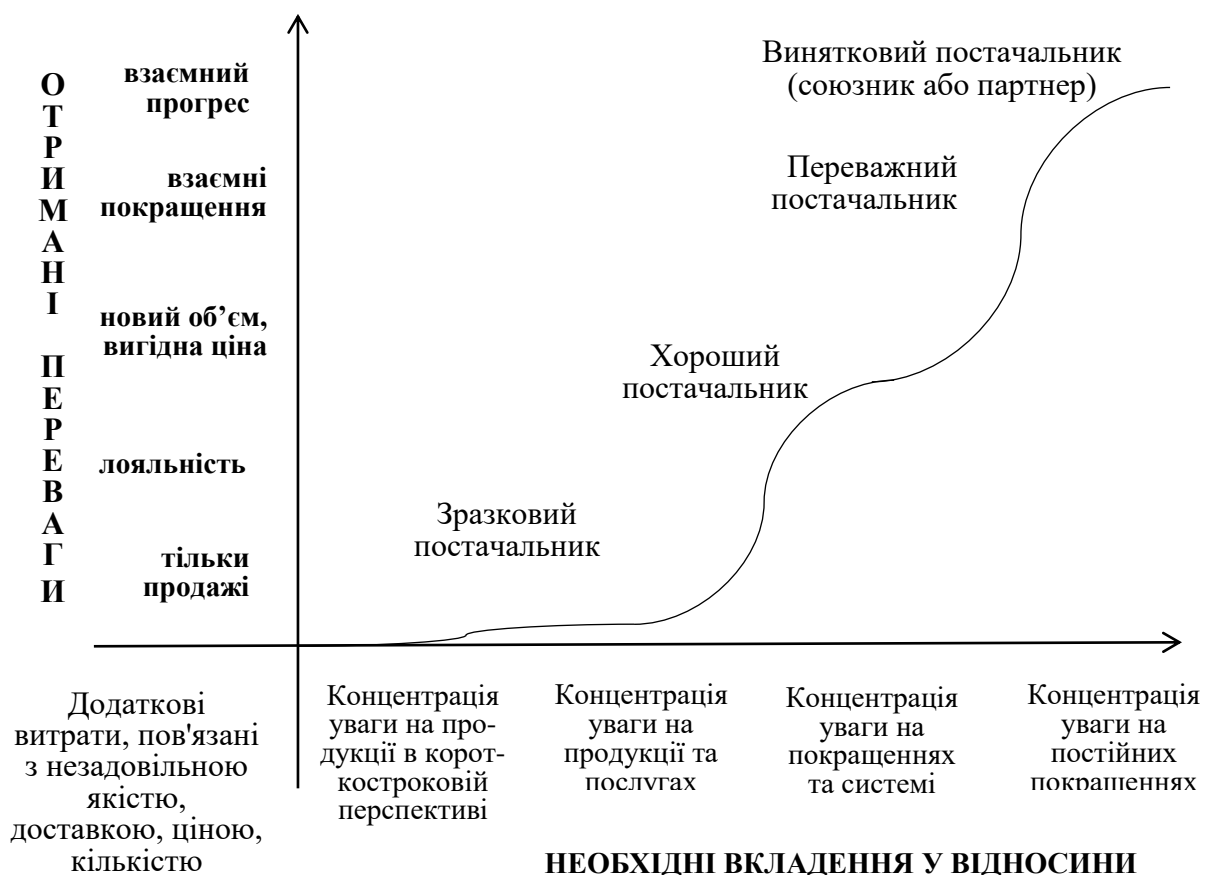 О
Т
Р
И
М
А
Н
І
П
Е
Р
Е
В
А
Г
И
взаємний
прогрес
взаємні
покращення
новий об’єм,
вигідна ціна
лояльність
тільки
продажі
Винятковий постачальник
(союзник або партнер)
Переважний
постачальник
Хороший
постачальник
Зразковий
постачальник
Додаткові
витрати, пов'язані
з незадовільною
якістю,
доставкою, ціною,
кількістю
Концентрація
уваги на про-
дукції в корот-
костроковій
перспективі
Концентрація
уваги на
продукції та
послугах
Концентрація
уваги на
покращеннях
та системі
Концентрація
уваги на
постійних
покращеннях
НЕОБХІДНІ ВКЛАДЕННЯ У ВІДНОСИНИ